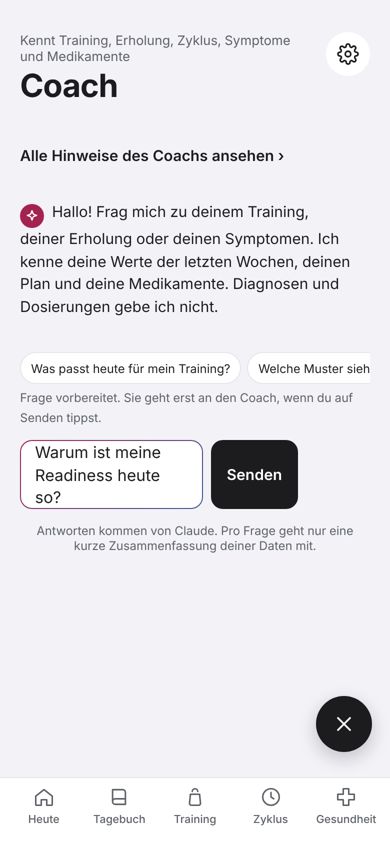 Kennt Training, Erholung, Zyklus, Symptome
und Medikamente
Coach
Alle Hinweise des Coachs ansehen ›
Hallo! Frag mich zu deinem Training,
deiner Erholung oder deinen Symptomen. Ich
kenne deine Werte der letzten Wochen, deinen
Plan und deine Medikamente. Diagnosen und
Dosierungen gebe ich nicht.
Was passt heute für mein Training?
Welche Muster sieh
Frage vorbereitet. Sie geht erst an den Coach, wenn du auf
Senden tippst.
Warum ist meine
Readiness heute
so?
Senden
Antworten kommen von Claude. Pro Frage geht nur eine
kurze Zusammenfassung deiner Daten mit.
Heute
Tagebuch
Training
Zyklus
Gesundheit